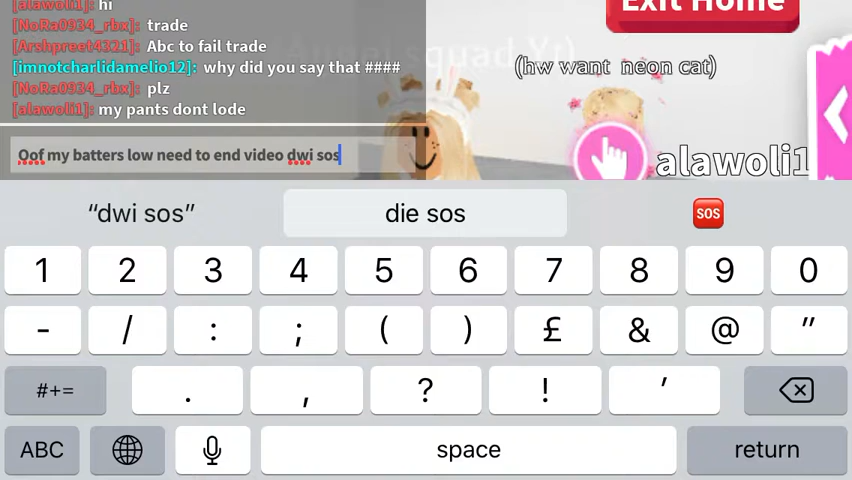 [alawoli1]: hi
Exit Home
[NoRa0934_rbx]: trade
[Arshpreet4321]: Abc to fail trade
squad Yt)
[imnotcharlidamelio12]: why did you say that ####
(hw want neon cat)
[NoRa0934_rbx]: plz
[alawoli1]: my pants dont lode
Oof my batters low need to end video dwi sos
alawoli1
“dwi sos”
die sos
SOS
1 2 3 4 5 6 7 8 9 0
- / : ; ( ) £ & @ "
#+= . , ? ! '
ABC space return